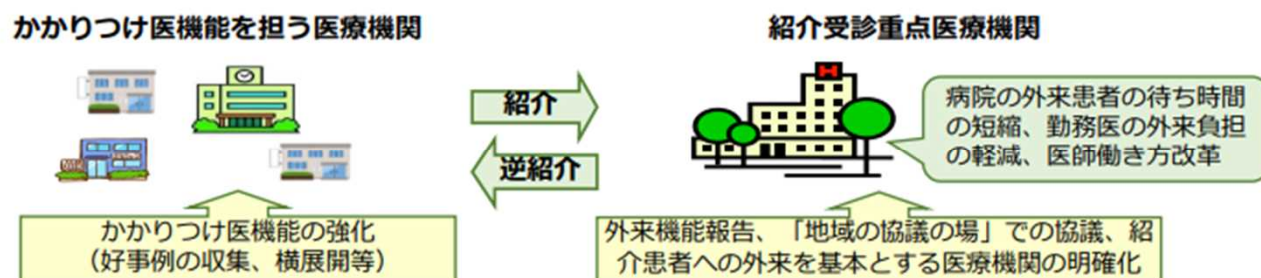 かかりつけ医機能を担う医療機関
紹介受診重点医療機関
紹介
逆紹介
病院の外来患者の待ち時間
の短縮、勤務医の外来負担
の軽減、医師働き方改革
かかりつけ医機能の強化
（好事例の収集、横展開等）
外来機能報告、「地域の協議の場」での協議、紹
介患者への外来を基本とする医療機関の明確化